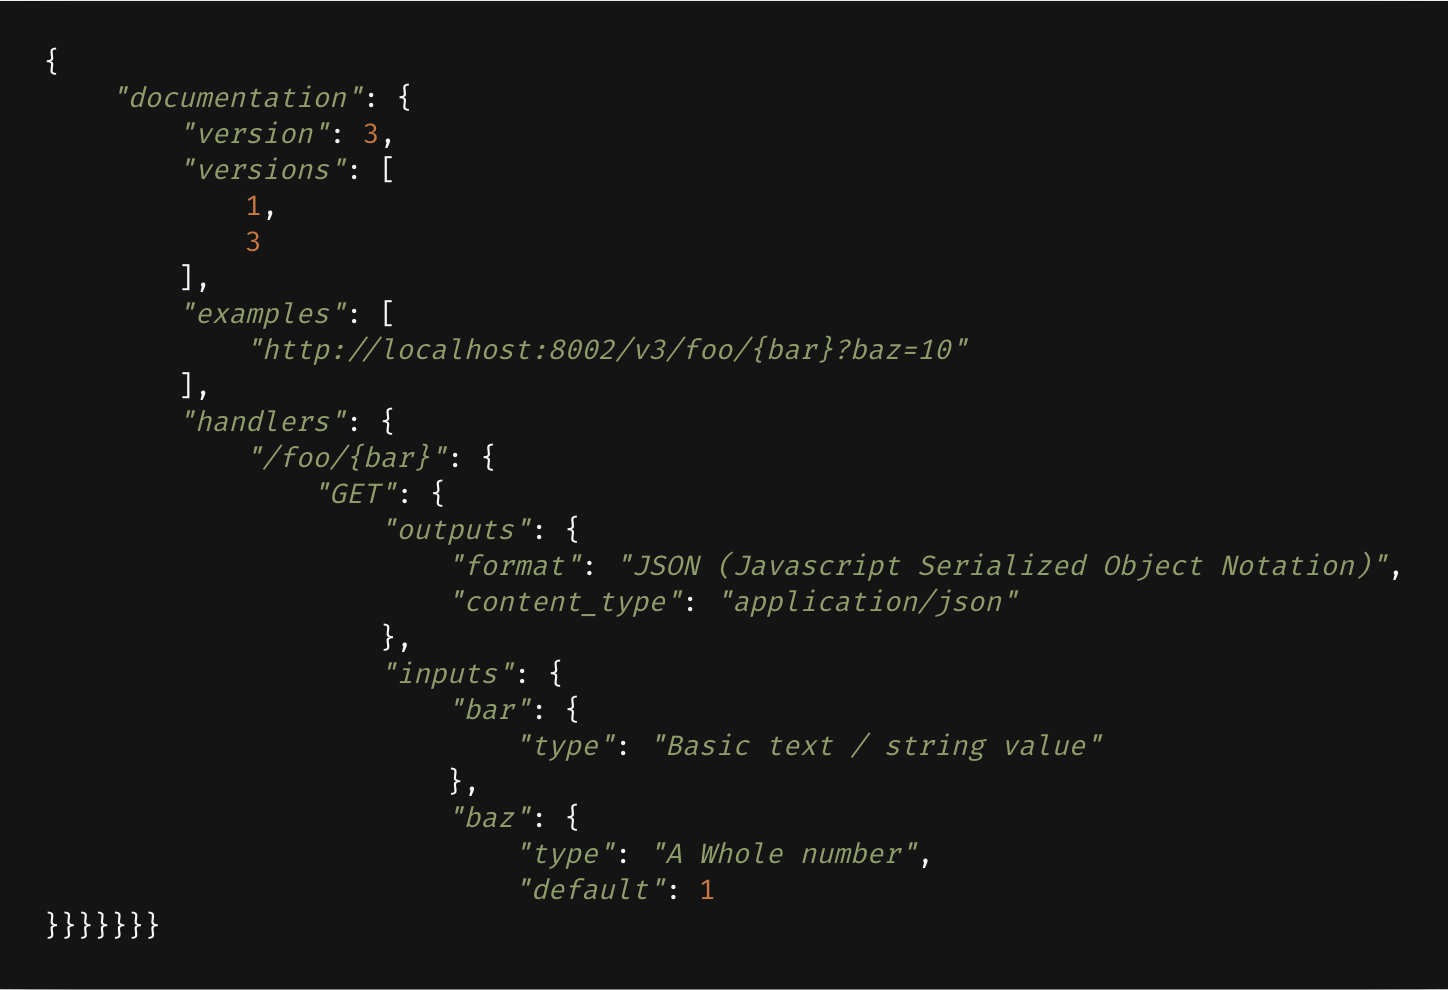 {
    "documentation": {
        "version": 3,
        "versions": [
            1,
            3
        ],
        "examples": [
            "http://localhost:8002/v3/foo/{bar}?baz=10"
        ],
        "handlers": {
            "/foo/{bar}": {
                "GET": {
                    "outputs": {
                        "format": "JSON (Javascript Serialized Object Notation)",
                        "content_type": "application/json"
                    },
                    "inputs": {
                        "bar": {
                            "type": "Basic text / string value"
                        },
                        "baz": {
                            "type": "A Whole number",
                            "default": 1
}}}}}}}